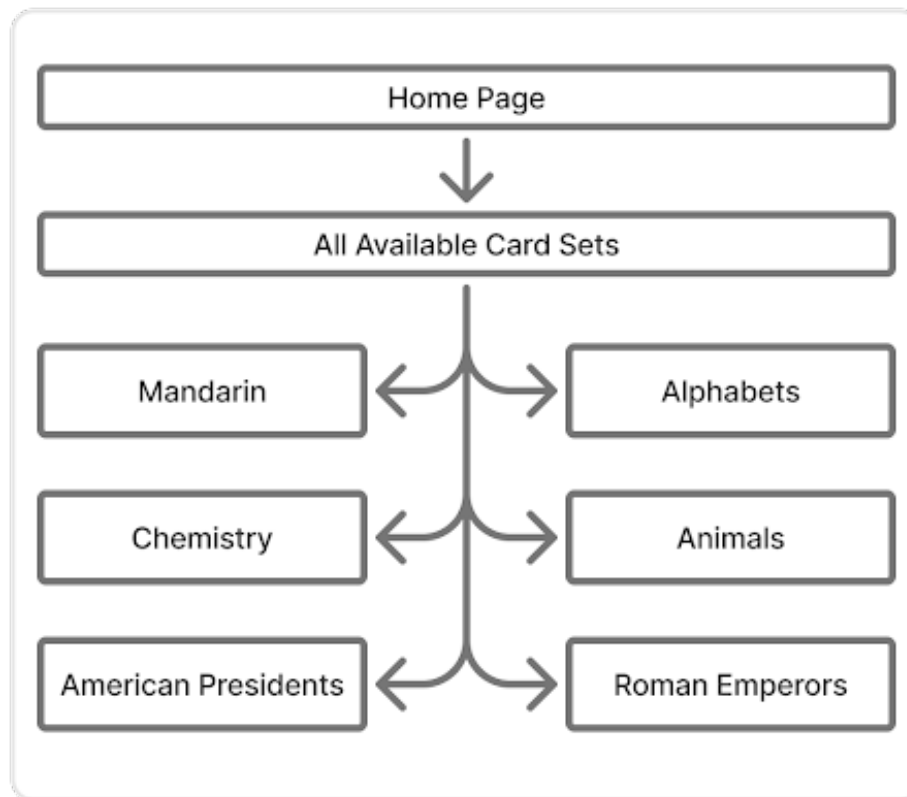 Home Page
All Available Card Sets
Mandarin
Alphabets
Chemistry
Animals
American Presidents
Roman Emperors